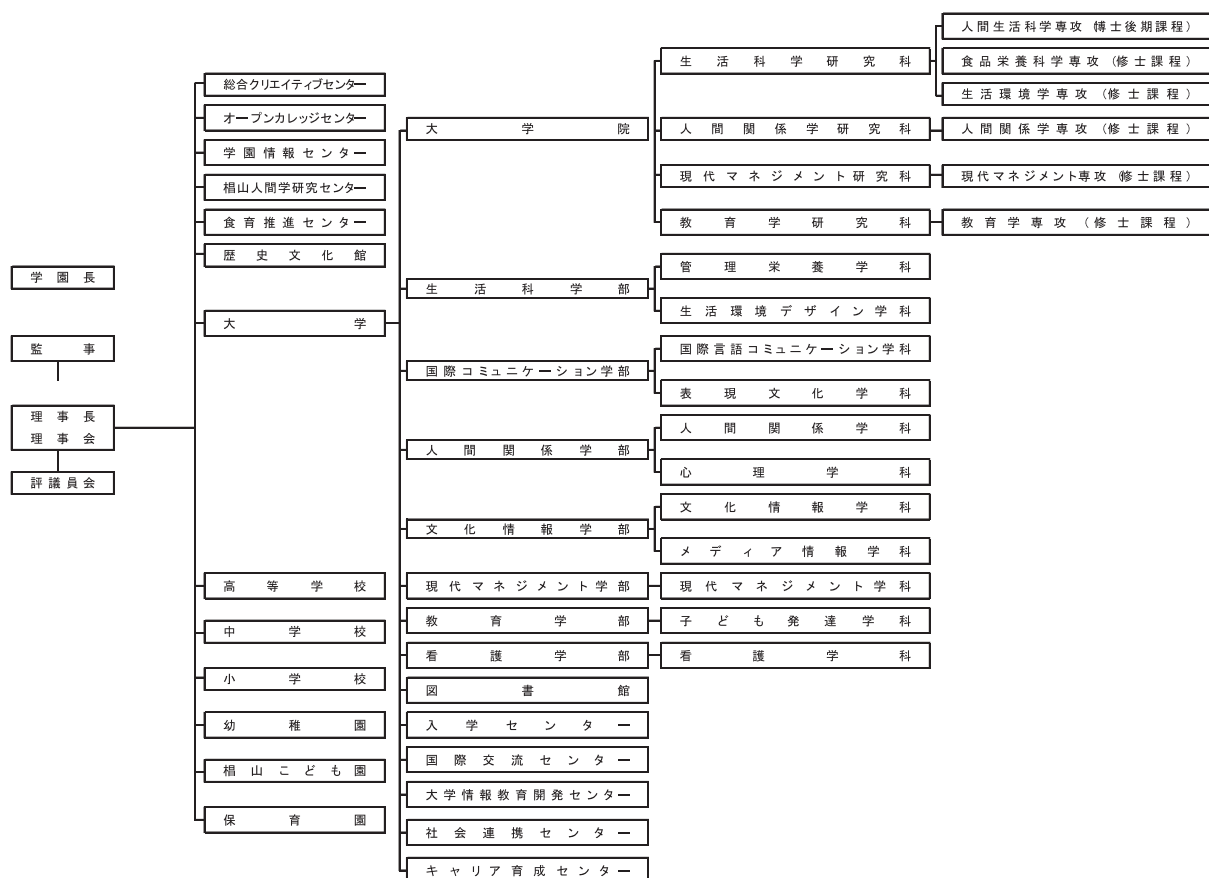 学園長
監事
理事長
理事会
評議員会
総合クリエイティブセンター
オープンカレッジセンター
学園情報センター
椙山人間学研究センター
食育推進センター
歴史文化館
大学
高等学校
中学校
小学校
幼稚園
椙山こども園
保育園
大学院
生活科学部
国際コミュニケーション学部
人間関係学部
文化情報学部
現代マネジメント学部
教育学部
看護学部
図書館
入学センター
国際交流センター
大学情報教育開発センター
社会連携センター
キャリア育成センター
生活科学研究科
人間関係学研究科
現代マネジメント研究科
教育学研究科
管理栄養学科
生活環境デザイン学科
国際言語コミュニケーション学科
表現文化学科
人間関係学科
心理学科
文化情報学科
メディア情報学科
現代マネジメント学科
子ども発達学科
看護学科
人間生活科学専攻（博士後期課程）
食品栄養科学専攻（修士課程）
生活環境学専攻（修士課程）
人間関係学専攻（修士課程）
現代マネジメント専攻（修士課程）
教育学専攻（修士課程）